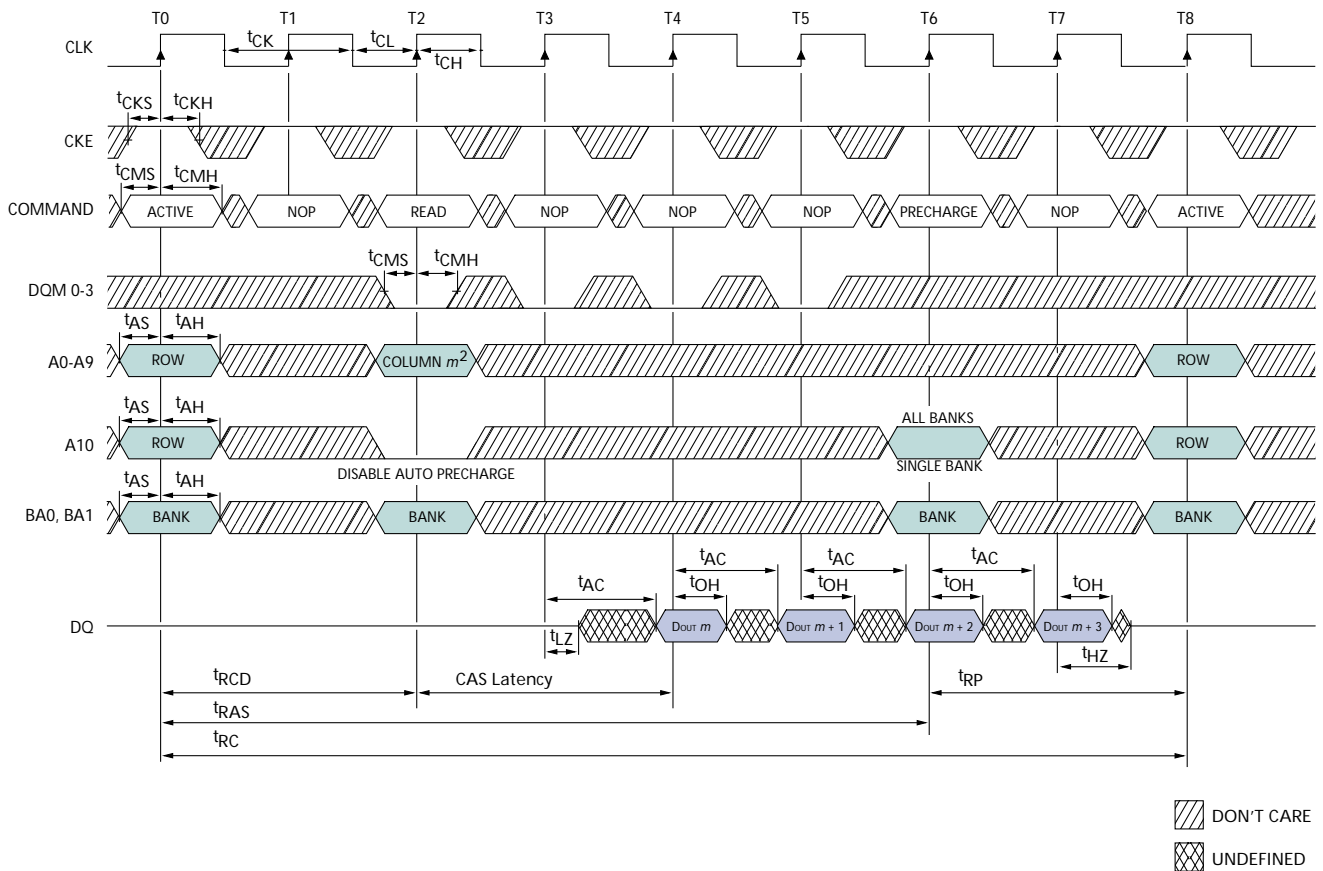 T0 T1 T2 T3 T4 T5 T6 T7 T8
CLK
tCK tCL
tCH
tCKS tCKH
CKE
tCMS tCMH
COMMAND ACTIVE NOP READ NOP NOP NOP PRECHARGE NOP ACTIVE
tCMS tCMH
DQM 0-3
tAS tAH
A0-A9 ROW COLUMN m2 ROW
tAS tAH ALL BANKS
A10 ROW ROW
DISABLE AUTO PRECHARGE SINGLE BANK
tAS tAH
BA0, BA1 BANK BANK BANK BANK
tAC tAC tAC
tAC tOH tOH tOH tOH
DQ DOUT m DOUT m + 1 DOUT m + 2 DOUT m + 3
tLZ tHZ
tRCD CAS Latency tRP
tRAS
tRC
DON'T CARE
UNDEFINED